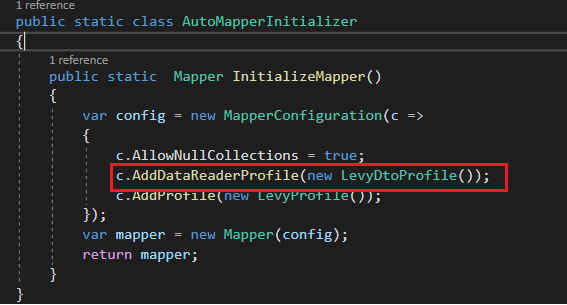 1 reference
public static class AutoMapperInitializer
{
1 reference
public static  Mapper InitializeMapper()
{
var config = new MapperConfiguration(c =>
{
c.AllowNullCollections = true;
c.AddDataReaderProfile(new LevyDtoProfile());
c.AddProfile(new LevyProfile());
});
var mapper = new Mapper(config);
return mapper;
}
}